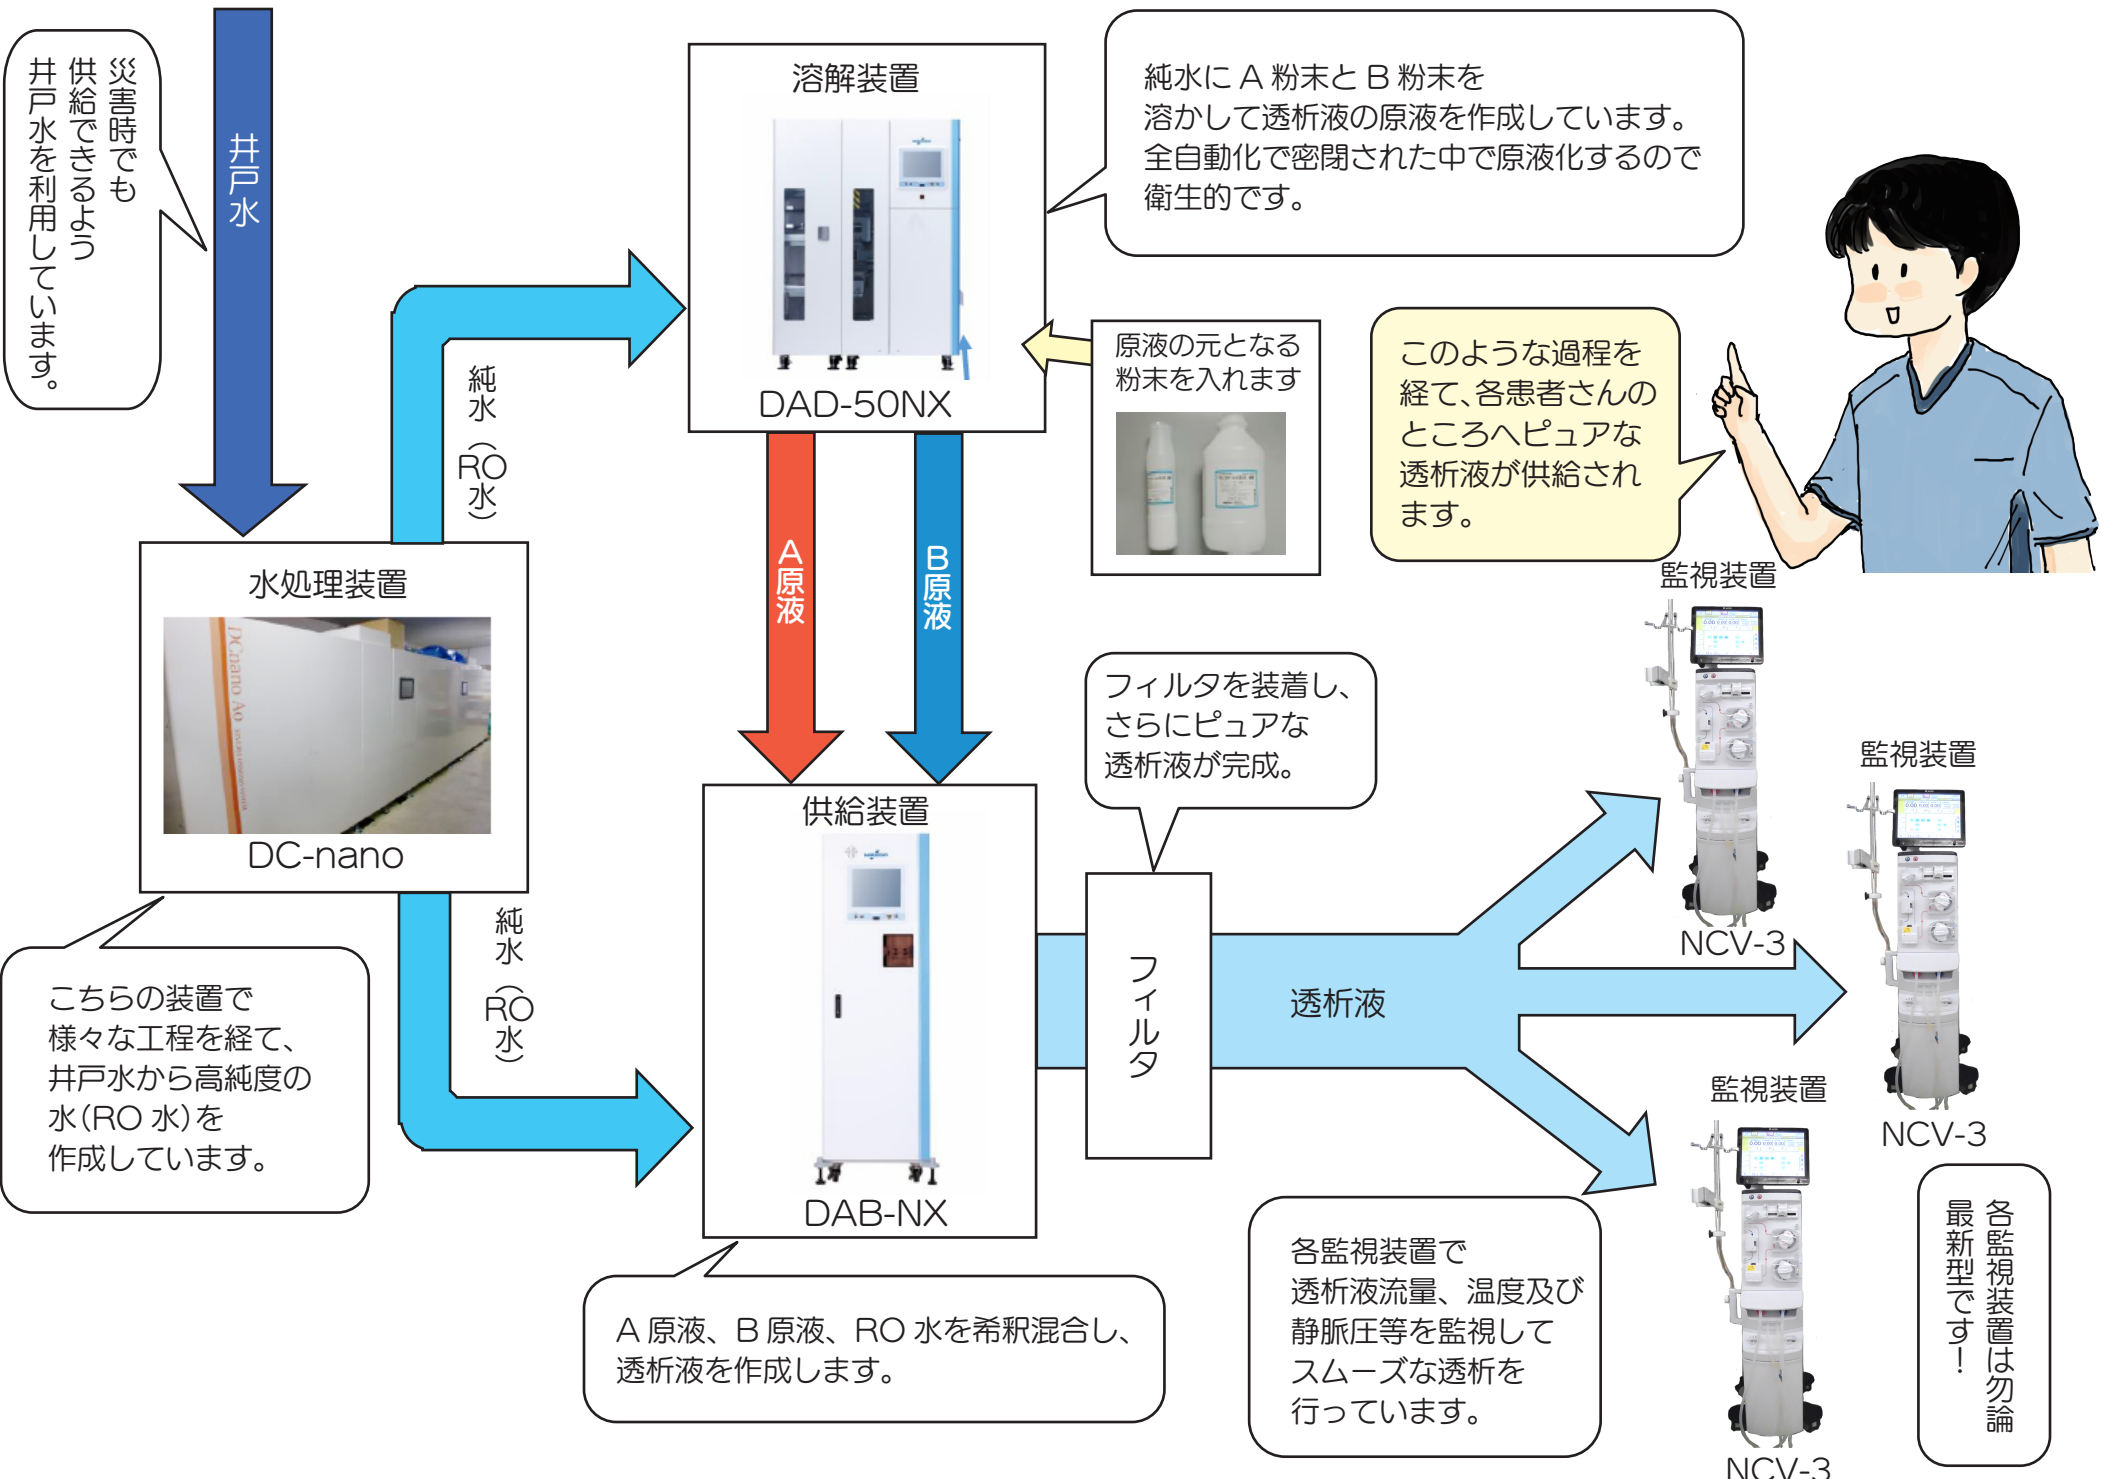 災害時でも
供給できるよう
井戸水を利用しています。
井戸水
溶解装置
DAD-50NX
純水に A 粉末と B 粉末を
溶かして透析液の原液を作成しています。
全自動化で密閉された中で原液化するので
衛生的です。
原液の元となる
粉末を入れます
このような過程を
経て、各患者さんの
ところへピュアな
透析液が供給され
ます。
純水(RO水)
A原液
B原液
水処理装置
DCnano Ao
DC-nano
こちらの装置で
様々な工程を経て、
井戸水から高純度の
水(RO 水)を
作成しています。
純水(RO水)
供給装置
DAB-NX
A 原液、B 原液、RO 水を希釈混合し、
透析液を作成します。
フィルタを装着し、
さらにピュアな
透析液が完成。
フィルタ
透析液
監視装置
NCV-3
監視装置
NCV-3
監視装置
NCV-3
各監視装置で
透析液流量、温度及び
静脈圧等を監視して
スムーズな透析を
行っています。
各監視装置は勿論
最新型です！